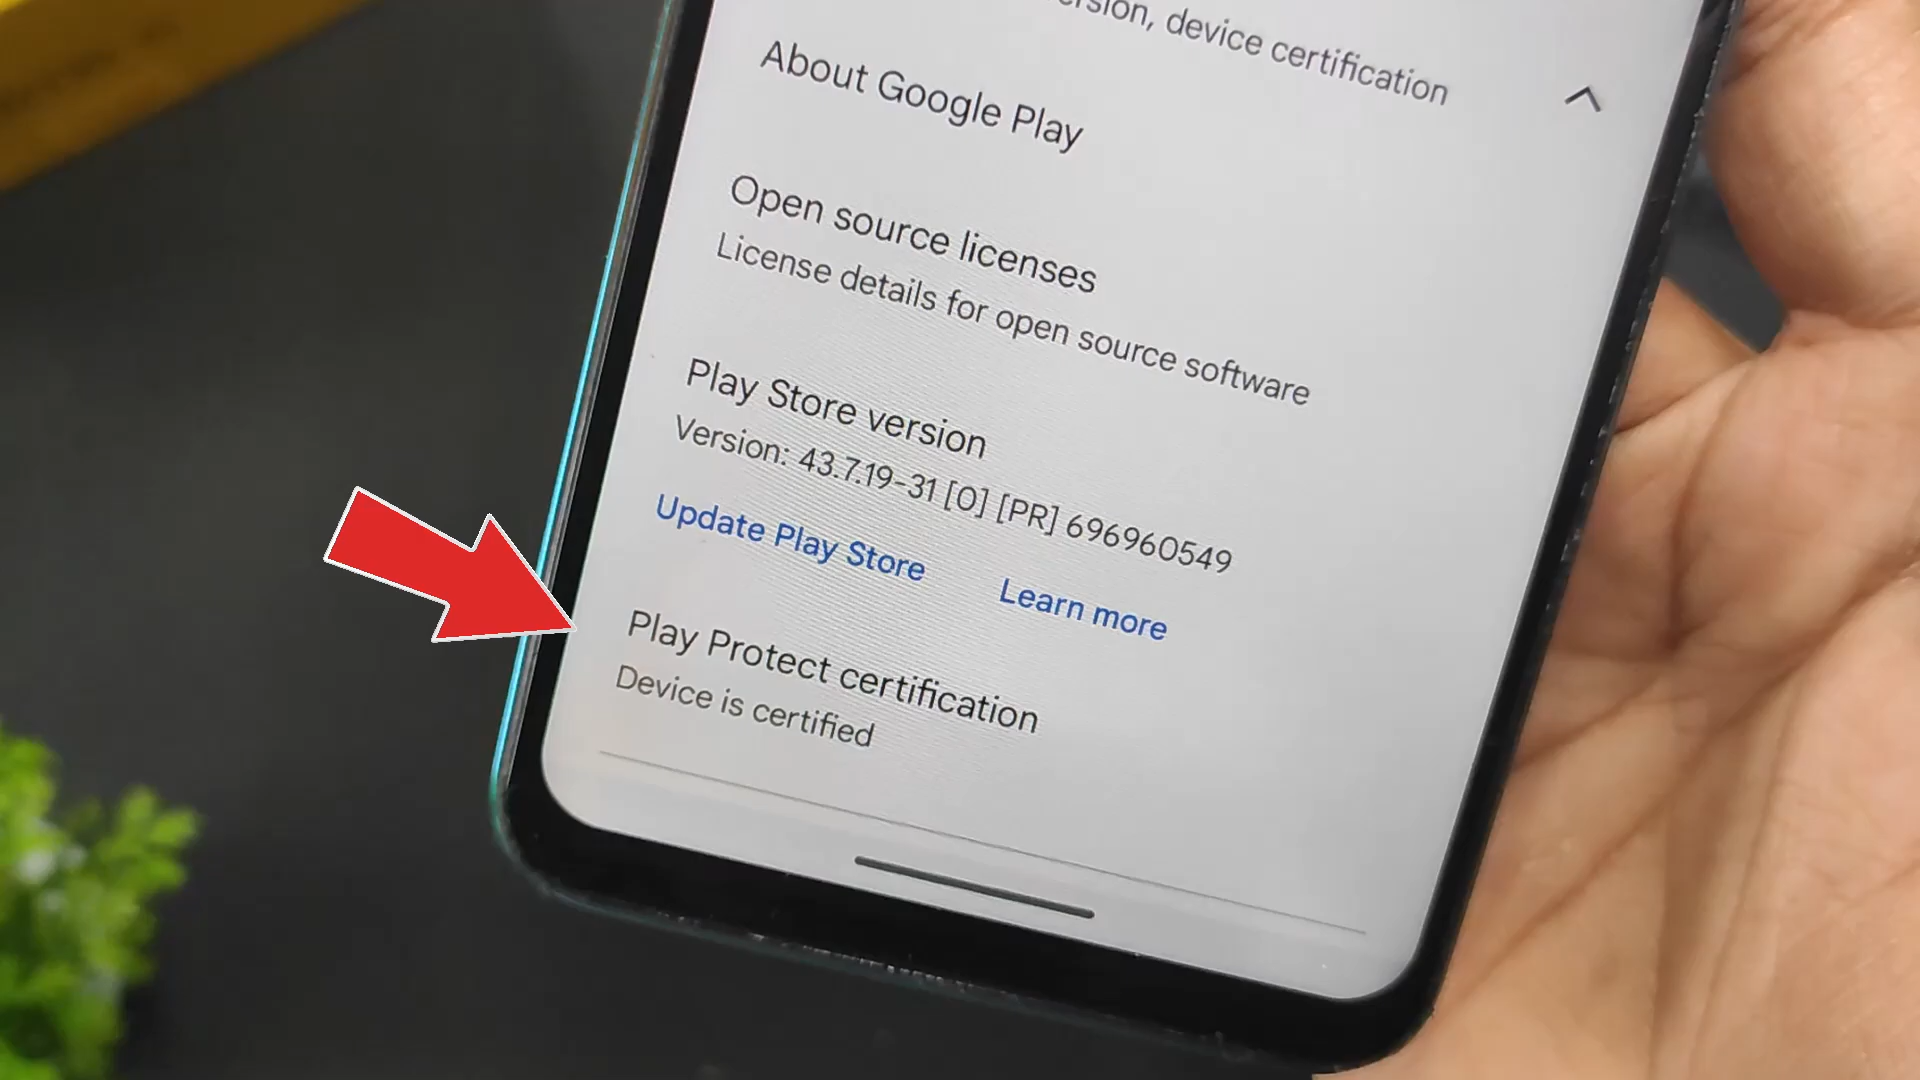 version, device certification
About Google Play
Open source licenses
License details for open source software
Play Store version
Version: 43.7.19-31 [0] [PR] 696960549
Update Play Store
Learn more
Play Protect certification
Device is certified